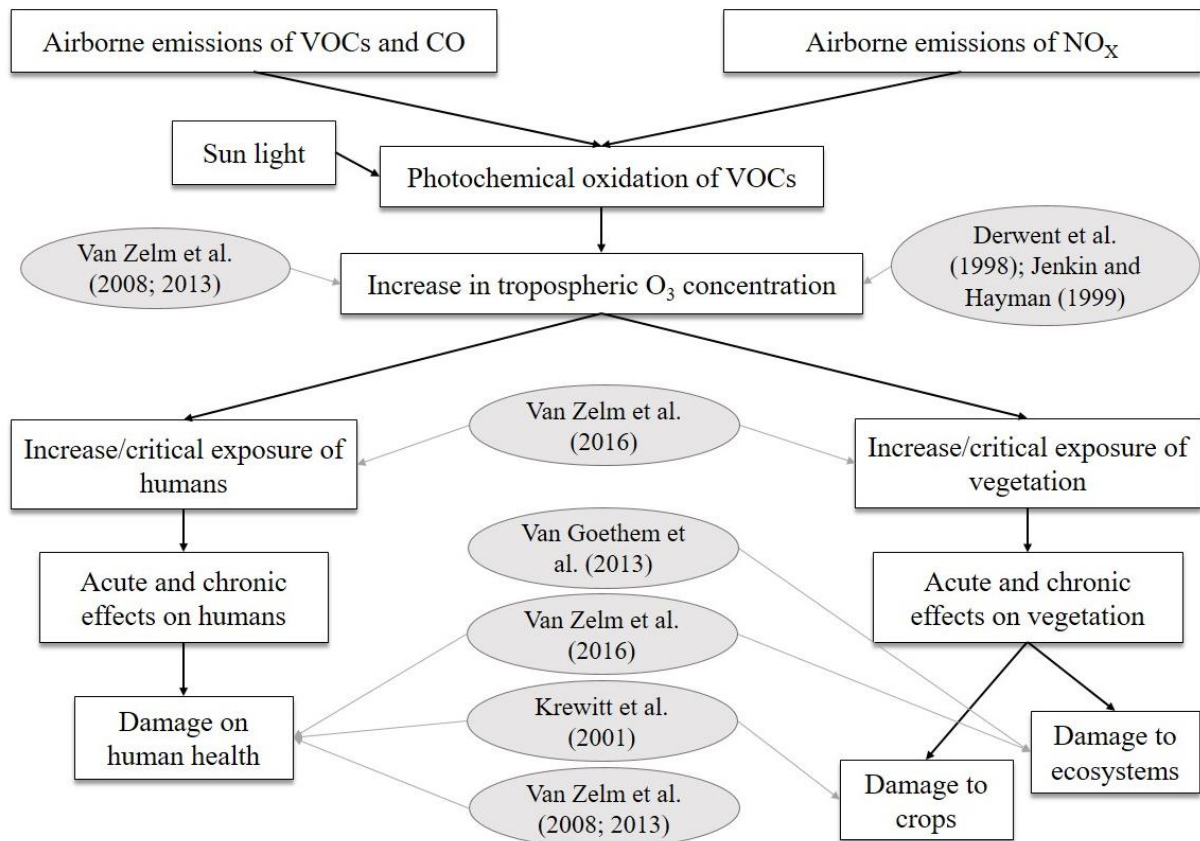 Airborne emissions of VOCs and CO
Airborne emissions of NOX
Sun light
Photochemical oxidation of VOCs
Van Zelm et al.
(2008; 2013)
Increase in tropospheric O3 concentration
Derwent et al.
(1998); Jenkin and
Hayman (1999)
Increase/critical exposure of
humans
Van Zelm et al.
(2016)
Increase/critical exposure of
vegetation
Acute and chronic
effects on humans
Van Goethem et
al. (2013)
Acute and chronic
effects on vegetation
Van Zelm et al.
(2016)
Damage on
human health
Krewitt et al.
(2001)
Damage to
ecosystems
Van Zelm et al.
(2008; 2013)
Damage to
crops